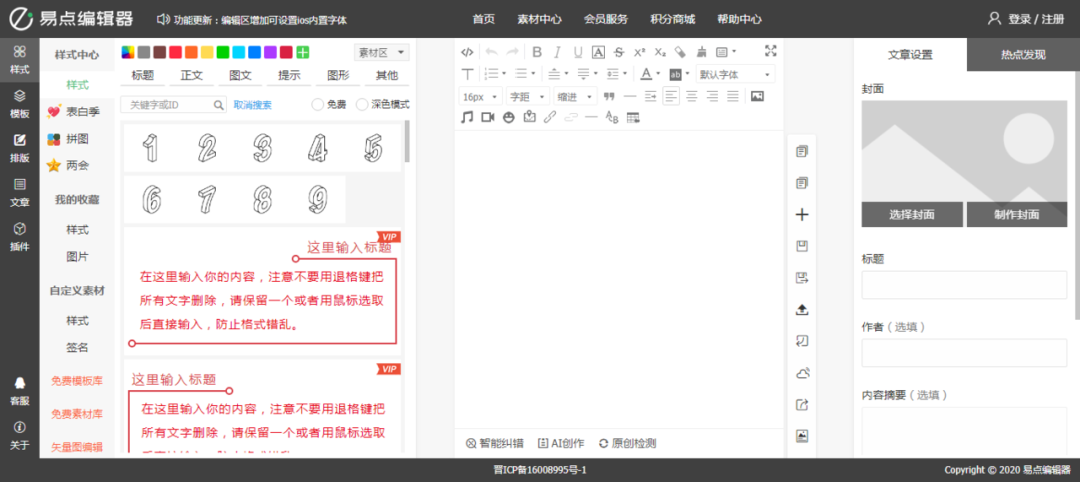 易点编辑器
功能更新：编辑区增加可设置ios内置字体
首页
素材中心
会员服务
积分商城
帮助中心
登录 / 注册
样式
模板
排版
文章
插件
客服
关于
样式中心
样式
表白季
拼图
两会
我的收藏
样式
图片
自定义素材
样式
签名
免费模板库
免费素材库
矢量图编辑
素材区
标题
正文
图文
提示
图形
其他
关键字或ID
取消搜索
免费
深色模式
1 2 3 4 5
6 7 8 9
VIP
这里输入标题
在这里输入你的内容，注意不要用退格键把
所有文字删除，请保留一个或者用鼠标选取
后直接输入，防止格式错乱。
VIP
这里输入标题
在这里输入你的内容，注意不要用退格键把
所有文字删除，请保留一个或者用鼠标选取
默认字体
16px
字距
缩进
智能纠错
AI创作
原创检测
文章设置
热点发现
封面
选择封面
制作封面
标题
作者（选填）
内容摘要（选填）
晋ICP备16008995号-1
Copyright © 2020 易点编辑器